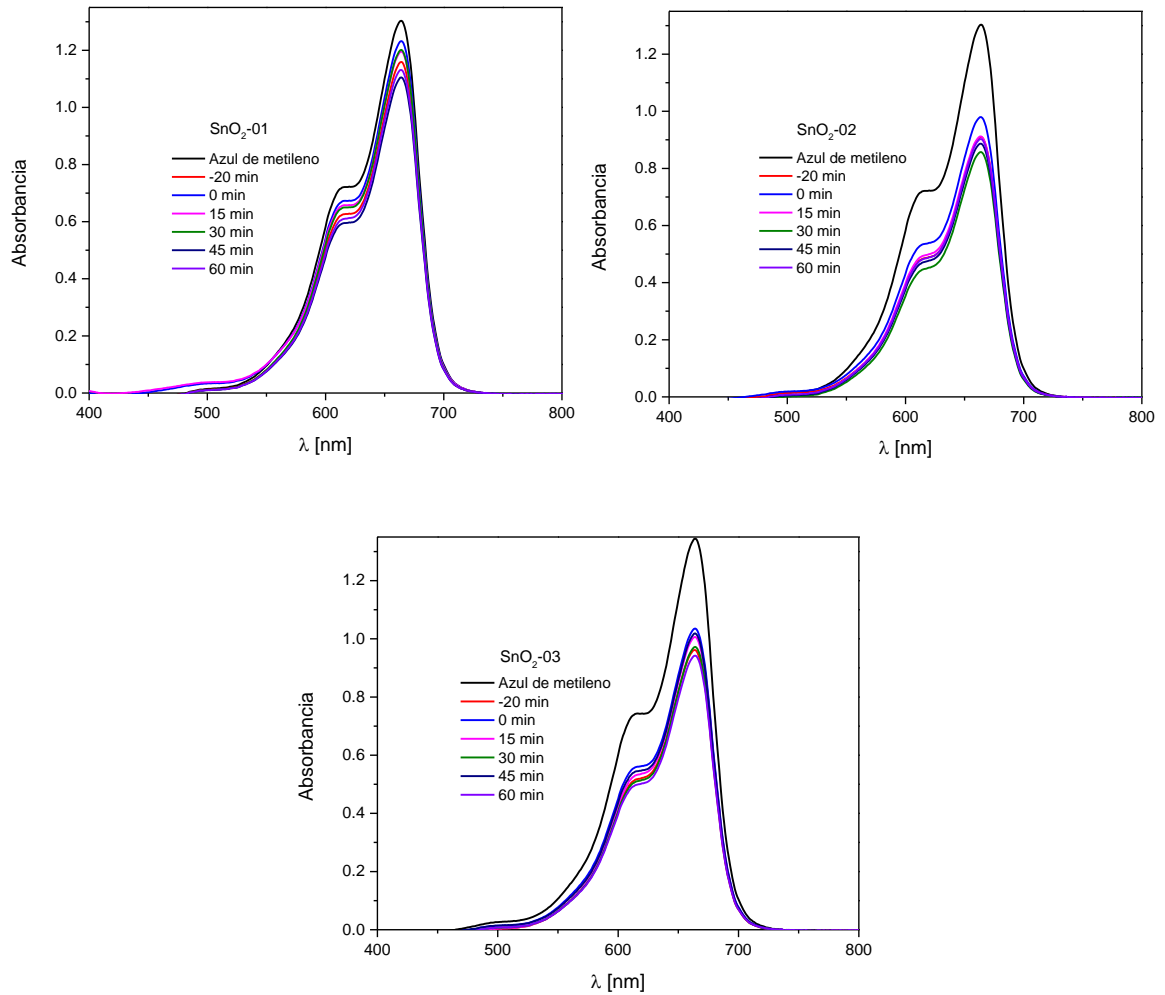 1.2
1.0
0.8
0.6
0.4
0.2
0.0
400 500 600 700 800
Absorbancia
λ [nm]
SnO₂-01
Azul de metileno
-20 min
0 min
15 min
30 min
45 min
60 min
1.2
1.0
0.8
0.6
0.4
0.2
0.0
400 500 600 700 800
Absorbancia
λ [nm]
SnO₂-02
Azul de metileno
-20 min
0 min
15 min
30 min
45 min
60 min
1.2
1.0
0.8
0.6
0.4
0.2
0.0
400 500 600 700 800
Absorbancia
λ [nm]
SnO₂-03
Azul de metileno
-20 min
0 min
15 min
30 min
45 min
60 min